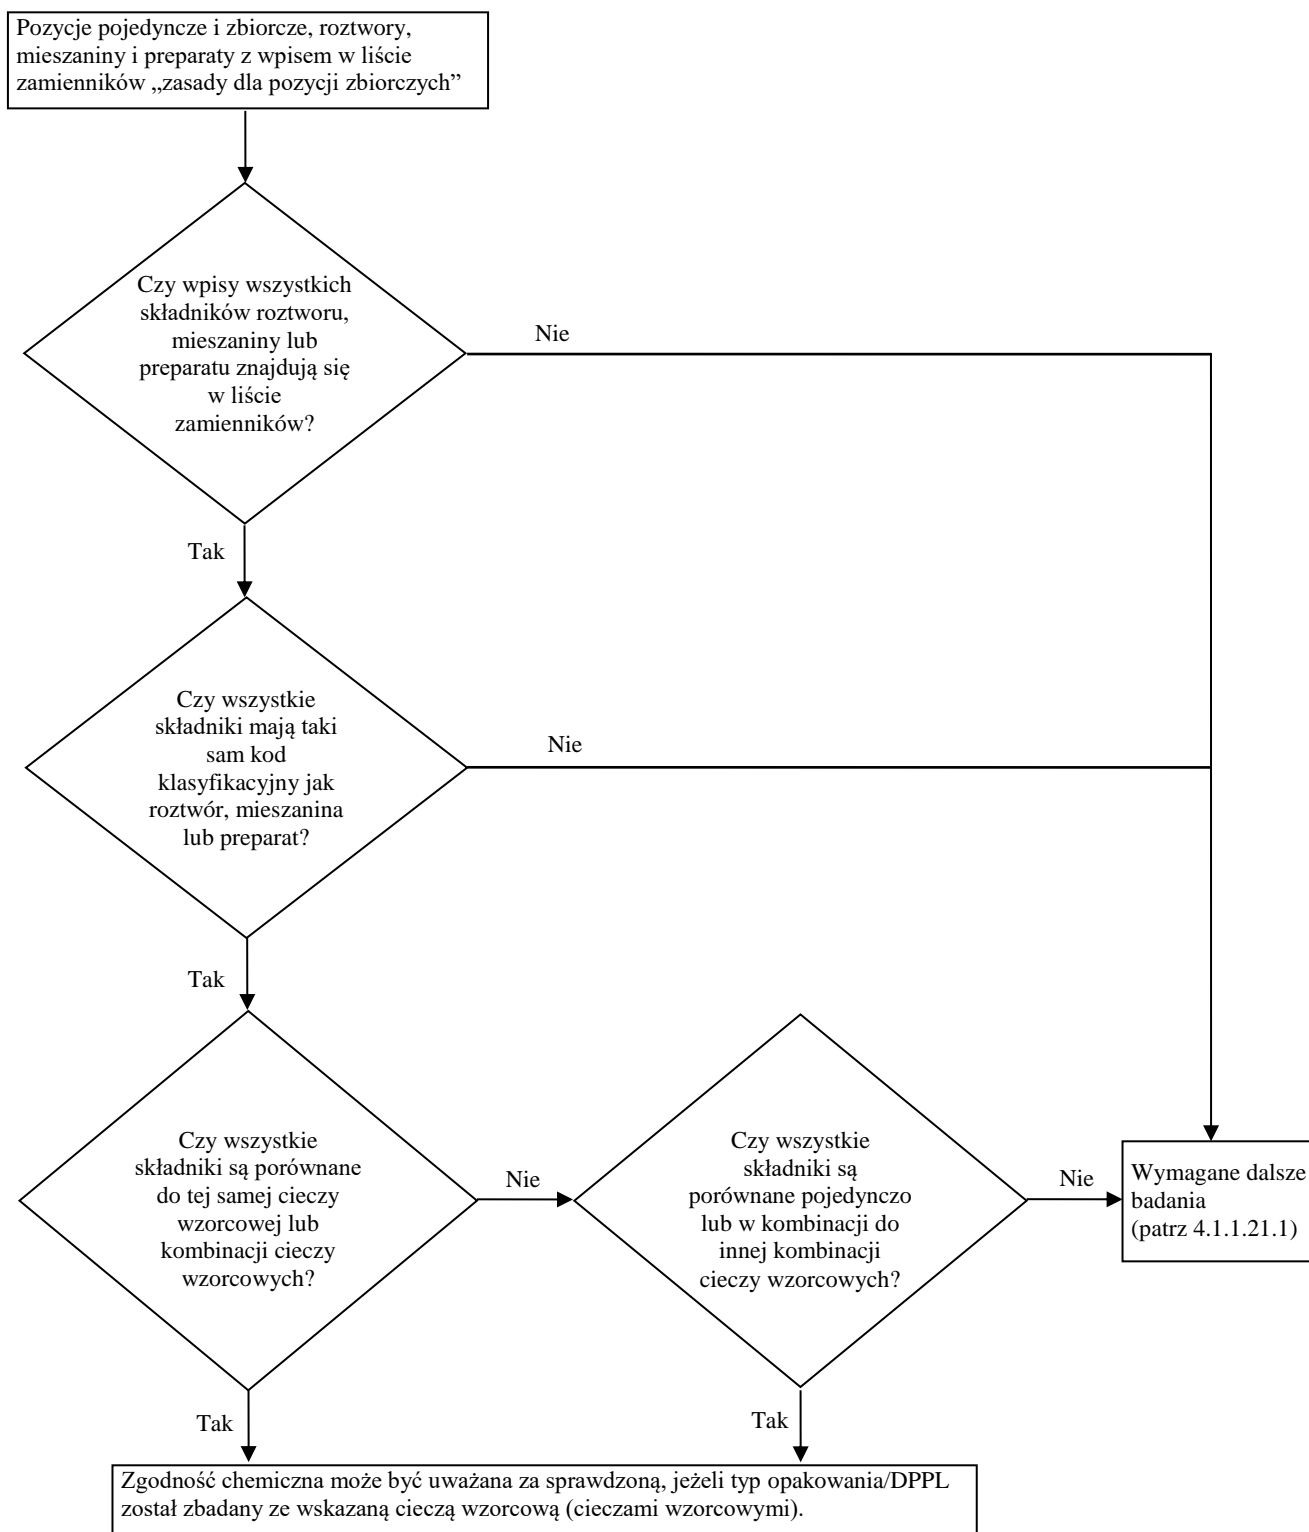 Pozycje pojedyncze i zbiorcze, roztwory,
mieszaniny i preparaty z wpisem w liście
zamienników „zasady dla pozycji zbiorczych”
Czy wpisy wszystkich
składników roztworu,
mieszaniny lub
preparatu znajdują się
w liście
zamienników?
Nie
Tak
Czy wszystkie
składniki mają taki
sam kod
klasyfikacyjny jak
roztwór, mieszanina
lub preparat?
Nie
Tak
Czy wszystkie
składniki są porównane
do tej samej cieczy
wzorcowej lub
kombinacji cieczy
wzorcowych?
Nie
Czy wszystkie
składniki są
porównane pojedynczo
lub w kombinacji do
innej kombinacji
cieczy wzorcowych?
Nie
Wymagane dalsze
badania
(patrz 4.1.1.21.1)
Tak
Tak
Zgodność chemiczna może być uważana za sprawdzoną, jeżeli typ opakowania/DPPL
został zbadany ze wskazaną cieczą wzorcową (cieczami wzorcowymi).